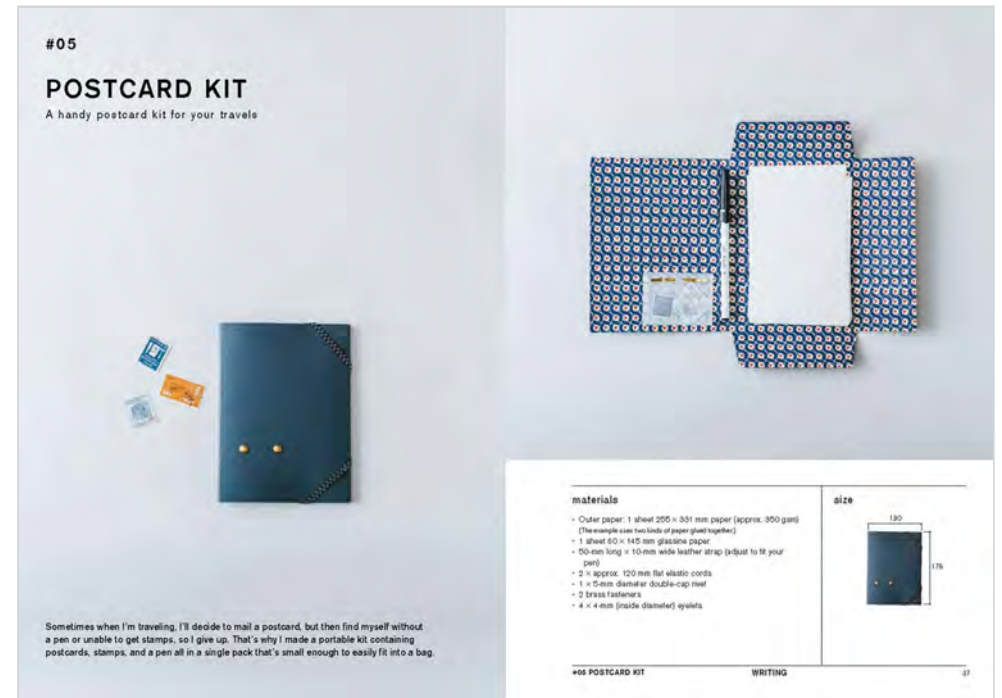 #05
POSTCARD KIT
A handy postcard kit for your travels
Sometimes when I'm traveling, I'll decide to mail a postcard, but then find myself without
a pen or unable to get stamps, so I give up. That's why I made a portable kit containing
postcards, stamps, and a pen all in a single pack that's small enough to easily fit into a bag.
materials
• Outer paper: 1 sheet 255 × 331 mm paper (approx. 350 gsm)
(The example uses two kinds of paper glued together)
• 1 sheet 60 × 145 mm glassine paper
• 50-mm long × 10-mm wide leather strap (adjust to fit your
pen)
• 2 × approx. 120 mm flat elastic cords
• 1 × 5-mm diameter double-cap rivet
• 2 brass fasteners
• 4 × 4-mm (inside diameter) eyelets
size
130
175
#05 POSTCARD KIT
WRITING
37